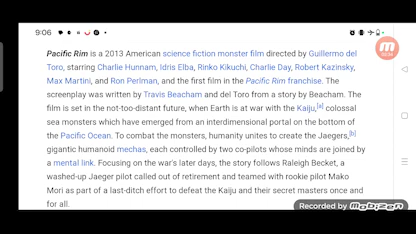 9:06
Pacific Rim is a 2013 American science fiction monster film directed by Guillermo del
Toro, starring Charlie Hunnam, Idris Elba, Rinko Kikuchi, Charlie Day, Robert Kazinsky,
Max Martini, and Ron Perlman, and the first film in the Pacific Rim franchise. The
screenplay was written by Travis Beacham and del Toro from a story by Beacham. The
film is set in the not-too-distant future, when Earth is at war with the Kaiju,[a] colossal
sea monsters which have emerged from an interdimensional portal on the bottom of
the Pacific Ocean. To combat the monsters, humanity unites to create the Jaegers,[b]
gigantic humanoid mechas, each controlled by two co-pilots whose minds are joined by
a mental link. Focusing on the war's later days, the story follows Raleigh Becket, a
washed-up Jaeger pilot called out of retirement and teamed with rookie pilot Mako
Mori as part of a last-ditch effort to defeat the Kaiju and their secret masters once and
for all.
Recorded by Mobizen